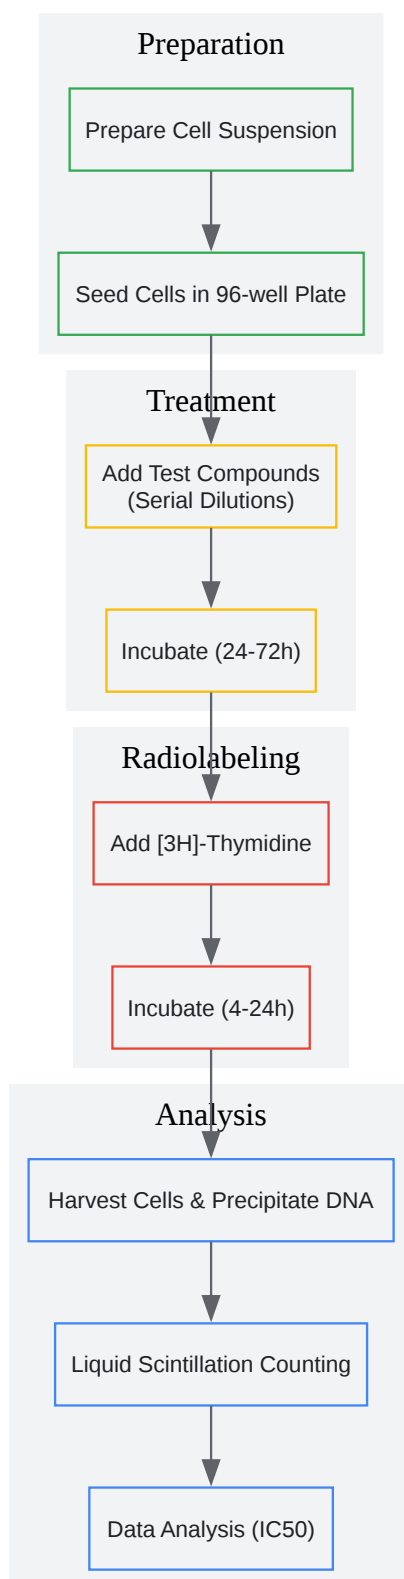 Preparation
Prepare Cell Suspension
Seed Cells in 96-well Plate
Treatment
Add Test Compounds
(Serial Dilutions)
Incubate (24-72h)
Radiolabeling
Add [3H]-Thymidine
Incubate (4-24h)
Analysis
Harvest Cells & Precipitate DNA
Liquid Scintillation Counting
Data Analysis (IC50)